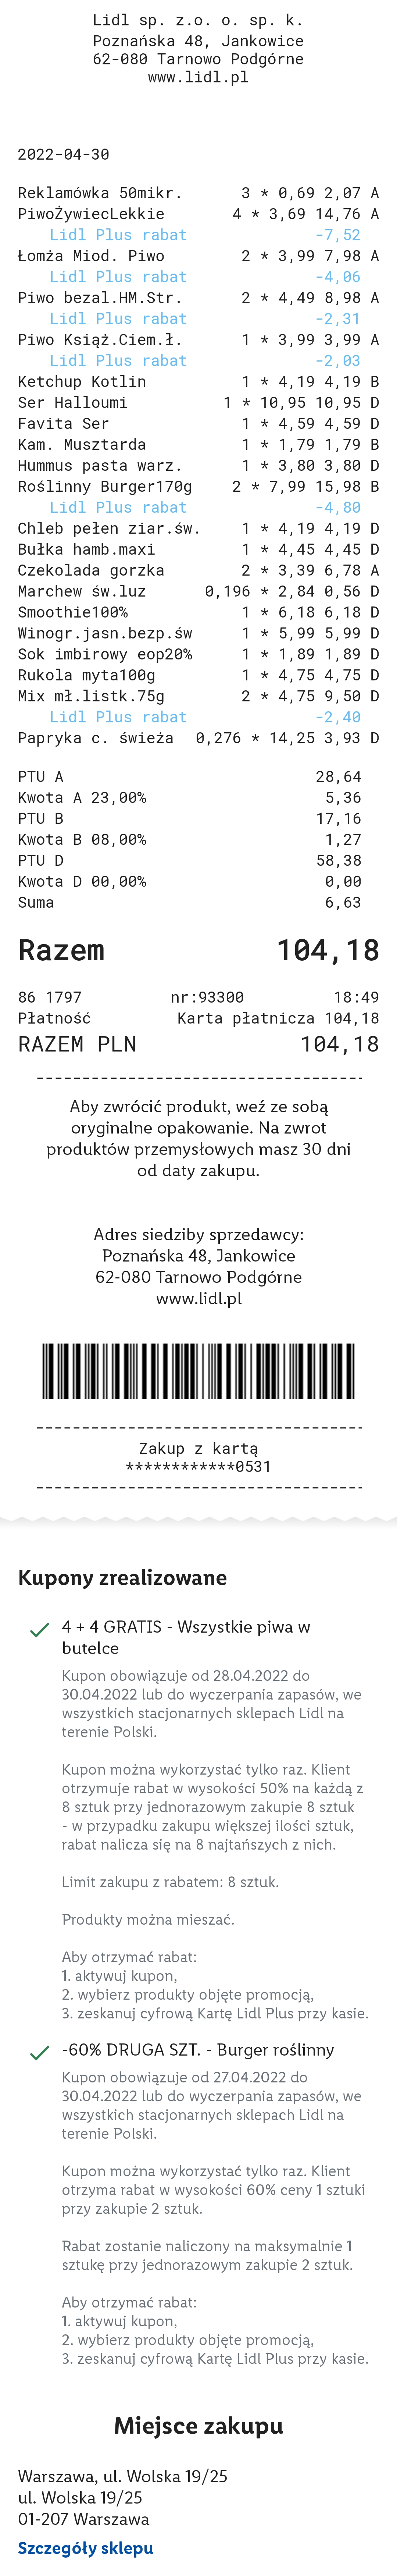 Lidl sp. z.o. o. sp. k.
Poznańska 48, Jankowice
62-080 Tarnowo Podgórne
www.lidl.pl
2022-04-30
Reklamówka 50mikr. 3 * 0,69 2,07 A
PiwoŻywiecLekkie 4 * 3,69 14,76 A
Lidl Plus rabat -7,52
Łomża Miod. Piwo 2 * 3,99 7,98 A
Lidl Plus rabat -4,06
Piwo bezal.HM.Str. 2 * 4,49 8,98 A
Lidl Plus rabat -2,31
Piwo Książ.Ciem.ł. 1 * 3,99 3,99 A
Lidl Plus rabat -2,03
Ketchup Kotlin 1 * 4,19 4,19 B
Ser Halloumi 1 * 10,95 10,95 D
Favita Ser 1 * 4,59 4,59 D
Kam. Musztarda 1 * 1,79 1,79 B
Hummus pasta warz. 1 * 3,80 3,80 D
Roślinny Burger170g 2 * 7,99 15,98 B
Lidl Plus rabat -4,80
Chleb pełen ziar.św. 1 * 4,19 4,19 D
Bułka hamb.maxi 1 * 4,45 4,45 D
Czekolada gorzka 2 * 3,39 6,78 A
Marchew św.luz 0,196 * 2,84 0,56 D
Smoothie100% 1 * 6,18 6,18 D
Winogr.jasn.bezp.św 1 * 5,99 5,99 D
Sok imbirowy eop20% 1 * 1,89 1,89 D
Rukola myta100g 1 * 4,75 4,75 D
Mix mł.listk.75g 2 * 4,75 9,50 D
Lidl Plus rabat -2,40
Papryka c. świeża 0,276 * 14,25 3,93 D
PTU A 28,64
Kwota A 23,00% 5,36
PTU B 17,16
Kwota B 08,00% 1,27
PTU D 58,38
Kwota D 00,00% 0,00
Suma 6,63
Razem 104,18
86 1797 nr:93300 18:49
Płatność Karta płatnicza 104,18
RAZEM PLN 104,18
Aby zwrócić produkt, weź ze sobą
oryginalne opakowanie. Na zwrot
produktów przemysłowych masz 30 dni
od daty zakupu.
Adres siedziby sprzedawcy:
Poznańska 48, Jankowice
62-080 Tarnowo Podgórne
www.lidl.pl
Zakup z kartą
************0531
Kupony zrealizowane
4 + 4 GRATIS - Wszystkie piwa w
butelce
Kupon obowiązuje od 28.04.2022 do
30.04.2022 lub do wyczerpania zapasów, we
wszystkich stacjonarnych sklepach Lidl na
terenie Polski.
Kupon można wykorzystać tylko raz. Klient
otrzymuje rabat w wysokości 50% na każdą z
8 sztuk przy jednorazowym zakupie 8 sztuk
- w przypadku zakupu większej ilości sztuk,
rabat nalicza się na 8 najtańszych z nich.
Limit zakupu z rabatem: 8 sztuk.
Produkty można mieszać.
Aby otrzymać rabat:
1. aktywuj kupon,
2. wybierz produkty objęte promocją,
3. zeskanuj cyfrową Kartę Lidl Plus przy kasie.
-60% DRUGA SZT. - Burger roślinny
Kupon obowiązuje od 27.04.2022 do
30.04.2022 lub do wyczerpania zapasów, we
wszystkich stacjonarnych sklepach Lidl na
terenie Polski.
Kupon można wykorzystać tylko raz. Klient
otrzyma rabat w wysokości 60% ceny 1 sztuki
przy zakupie 2 sztuk.
Rabat zostanie naliczony na maksymalnie 1
sztukę przy jednorazowym zakupie 2 sztuk.
Aby otrzymać rabat:
1. aktywuj kupon,
2. wybierz produkty objęte promocją,
3. zeskanuj cyfrową Kartę Lidl Plus przy kasie.
Miejsce zakupu
Warszawa, ul. Wolska 19/25
ul. Wolska 19/25
01-207 Warszawa
Szczegóły sklepu